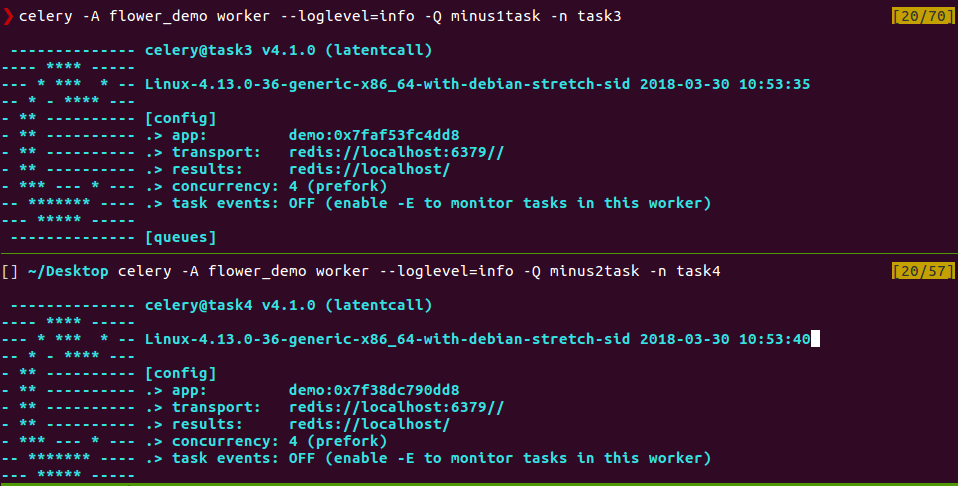 ❯ celery -A flower_demo worker --loglevel=info -Q minus1task -n task3 [20/70]
 -------------- celery@task3 v4.1.0 (latentcall)
---- **** -----
--- * ***  * -- Linux-4.13.0-36-generic-x86_64-with-debian-stretch-sid 2018-03-30 10:53:35
-- * - **** ---
- ** ---------- [config]
- ** ---------- .> app:         demo:0x7faf53fc4dd8
- ** ---------- .> transport:   redis://localhost:6379//
- ** ---------- .> results:     redis://localhost/
- *** --- * --- .> concurrency: 4 (prefork)
-- ******* ---- .> task events: OFF (enable -E to monitor tasks in this worker)
--- ***** -----
 -------------- [queues]
[] ~/Desktop celery -A flower_demo worker --loglevel=info -Q minus2task -n task4 [20/57]
 -------------- celery@task4 v4.1.0 (latentcall)
---- **** -----
--- * ***  * -- Linux-4.13.0-36-generic-x86_64-with-debian-stretch-sid 2018-03-30 10:53:40
-- * - **** ---
- ** ---------- [config]
- ** ---------- .> app:         demo:0x7f38dc790dd8
- ** ---------- .> transport:   redis://localhost:6379//
- ** ---------- .> results:     redis://localhost/
- *** --- * --- .> concurrency: 4 (prefork)
-- ******* ---- .> task events: OFF (enable -E to monitor tasks in this worker)
--- ***** -----